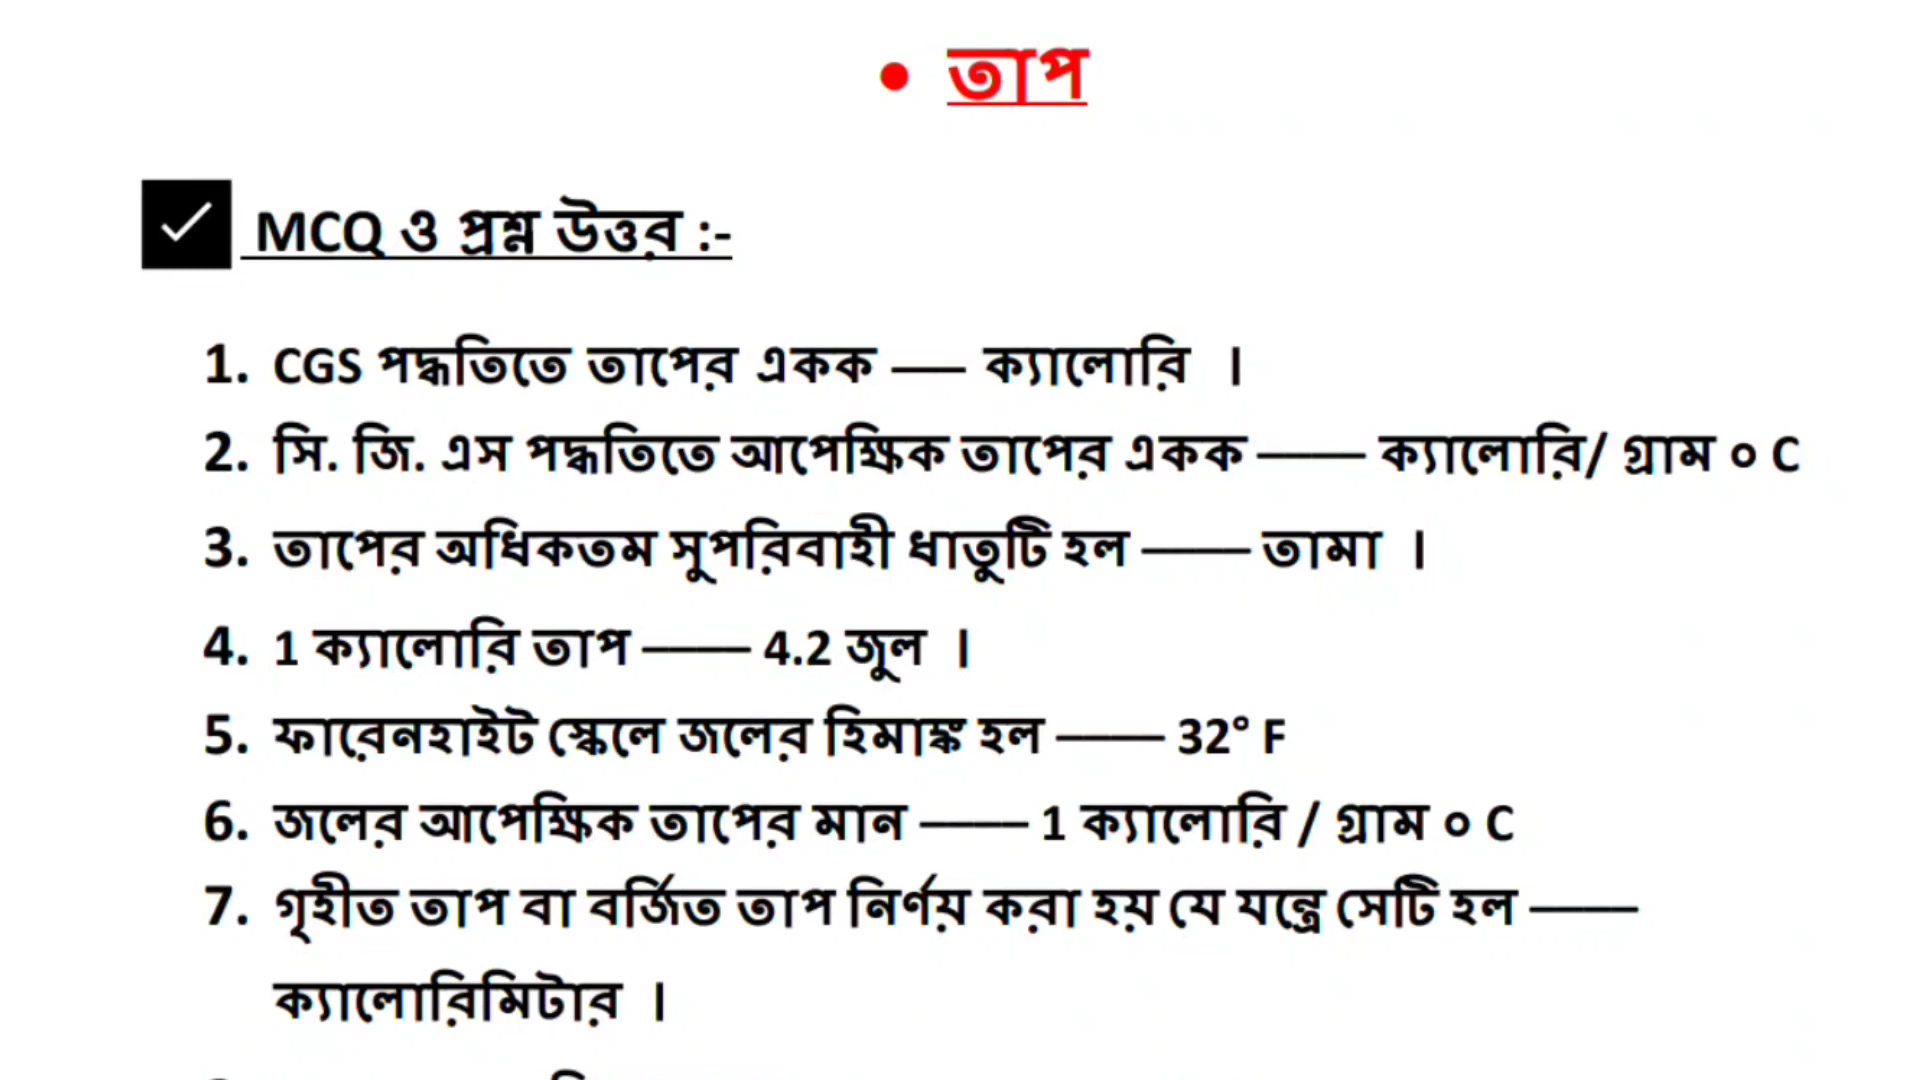 • তাপ
MCQ ও প্রশ্ন উত্তর :-
1. CGS পদ্ধতিতে তাপের একক —— ক্যালোরি ।
2. সি. জি. এস পদ্ধতিতে আপেক্ষিক তাপের একক —— ক্যালোরি/ গ্রাম ০ C
3. তাপের অধিকতম সুপরিবাহী ধাতুটি হল —— তামা ।
4. 1 ক্যালোরি তাপ —— 4.2 জুল ।
5. ফারেনহাইট স্কেলে জলের হিমাঙ্ক হল —— 32° F
6. জলের আপেক্ষিক তাপের মান —— 1 ক্যালোরি / গ্রাম ০ C
7. গৃহীত তাপ বা বর্জিত তাপ নির্ণয় করা হয় যে যন্ত্রে সেটি হল ——
ক্যালোরিমিটার ।